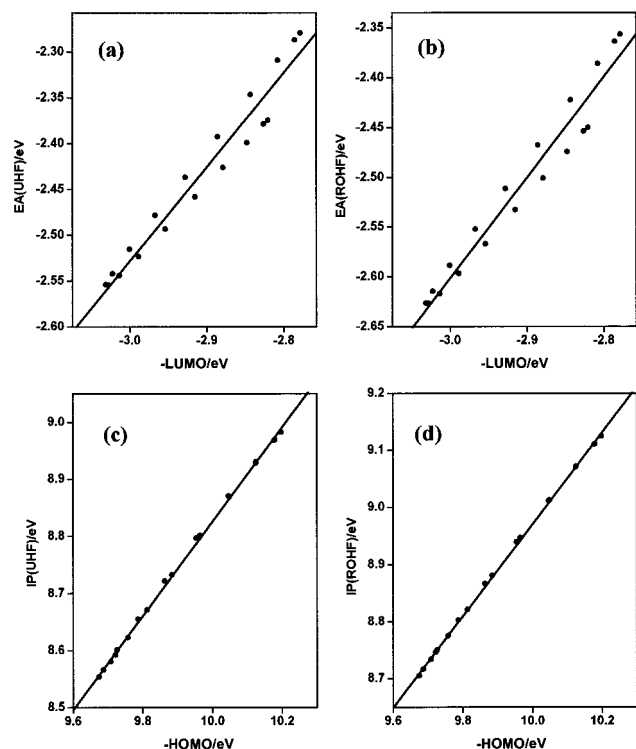 (a)
EA(UHF)/eV
-2.30
-2.35
-2.40
-2.45
-2.50
-2.55
-2.60
-3.0 -2.9 -2.8
-LUMO/eV
(b)
EA(ROHF)/eV
-2.35
-2.40
-2.45
-2.50
-2.55
-2.60
-2.65
-3.0 -2.9 -2.8
-LUMO/eV
(c)
IP(UHF)/eV
9.0
8.9
8.8
8.7
8.6
8.5
9.6 9.8 10.0 10.2
-HOMO/eV
(d)
IP(ROHF)/eV
9.2
9.1
9.0
8.9
8.8
8.7
9.6 9.8 10.0 10.2
-HOMO/eV